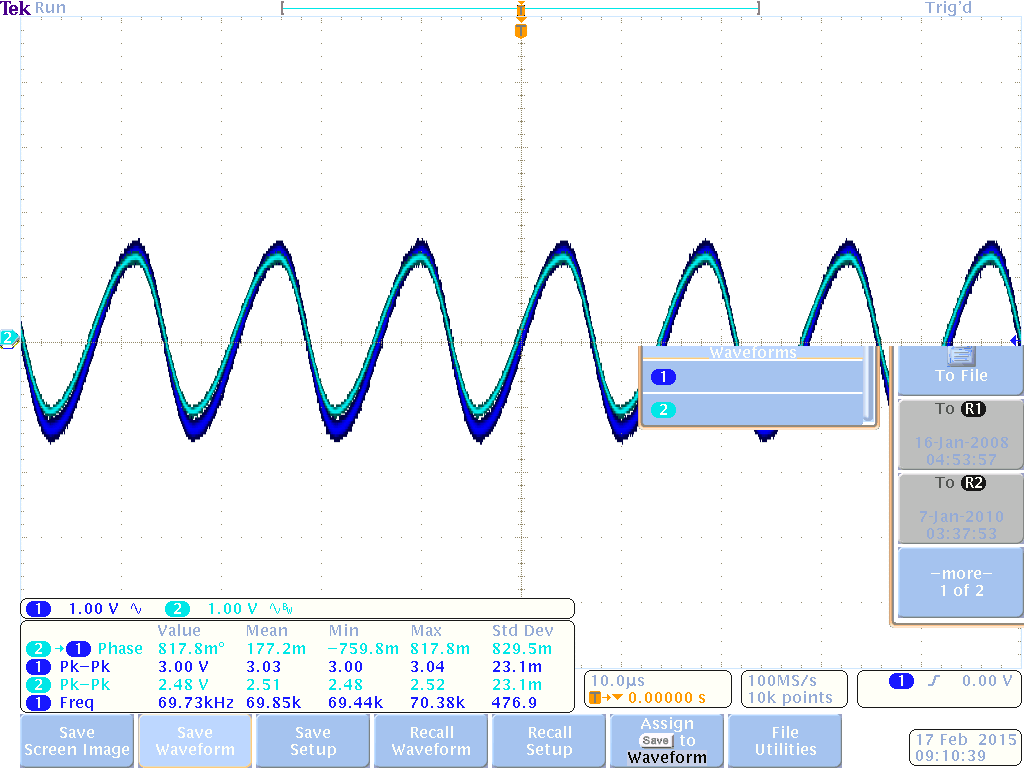 Tek Run Trig'd
T
T
2
Waveforms
1
2
To File
To R1
16-Jan-2008
04:53:57
To R2
7-Jan-2010
03:37:53
-more-
1 of 2
1 1.00 V 2 1.00 V BW
Value Mean Min Max Std Dev
2→1 Phase 817.8m° 177.2m −759.8m 817.8m 829.5m
1 Pk−Pk 3.00 V 3.03 3.00 3.04 23.1m
2 Pk−Pk 2.48 V 2.51 2.48 2.52 23.1m
1 Freq 69.73kHz 69.85k 69.44k 70.38k 476.9
10.0µs
T→▼ 0.00000 s
100MS/s
10k points
1 0.00 V
Save
Screen Image
Save
Waveform
Save
Setup
Recall
Waveform
Recall
Setup
Assign
Save to
Waveform
File
Utilities
17 Feb 2015
09:10:39